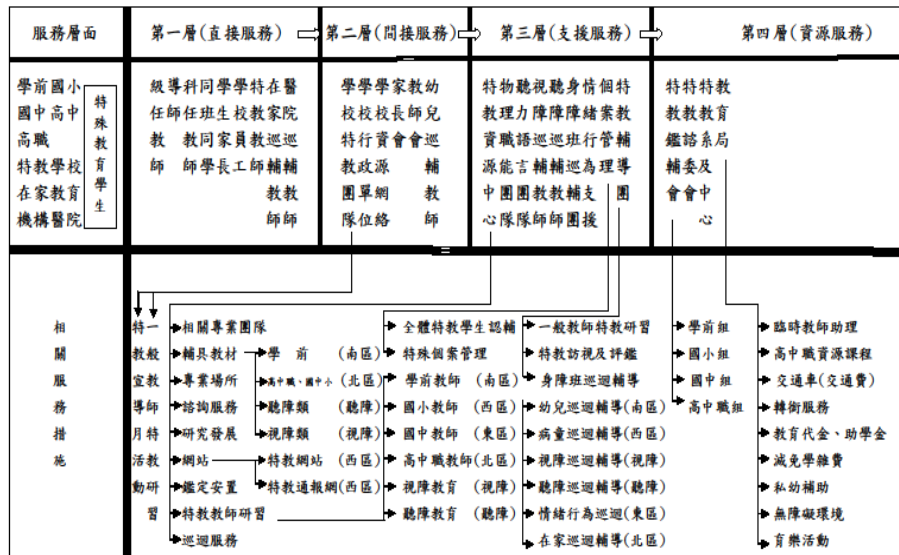 服務層面
第一層(直接服務)
第二層(間接服務)
第三層(支援服務)
第四層(資源服務)
學前國小
國中高中
高職
特教學校
在家教育
機構醫院
特殊教育學生
級任教師
導師
科任教師
同班同學
學生家長
學校員工
特教教師
在家巡輔教師
醫院巡輔教師
學校特教團隊
學校行政單位
學校資源網絡
家長會
教師會
幼兒巡輔教師
特教資源中心
物理職能團隊
聽力語言團隊
視障巡輔教師
聽障巡輔教師
身障班巡輔團
情緒行為支援
個案管理
特教輔導團
特教鑑輔會
特教諮委會
特教系及中心
教育局
相關服務措施
特教宣導月活動
一般教師特教研習
相關專業團隊
輔具教材
專業場所
諮詢服務
研究發展
網站
鑑定安置
特教教師研習
巡迴服務
學 前 (南區)
高中職、國中小 (北區)
聽障類 (聽障)
視障類 (視障)
特教網站 (西區)
特教通報網(西區)
全體特教學生認輔
特殊個案管理
學前教師 (南區)
國小教師 (西區)
國中教師 (東區)
高中職教師(北區)
視障教育 (視障)
聽障教育 (聽障)
一般教師特教研習
特教訪視及評鑑
身障班巡迴輔導
幼兒巡迴輔導(南區)
病童巡迴輔導(西區)
視障巡迴輔導(視障)
聽障巡迴輔導(聽障)
情緒行為巡迴(東區)
在家巡迴輔導(北區)
學前組
國小組
國中組
高中職組
臨時教師助理
高中職資源課程
交通車(交通費)
轉銜服務
教育代金、助學金
減免學雜費
私幼補助
無障礙環境
育樂活動